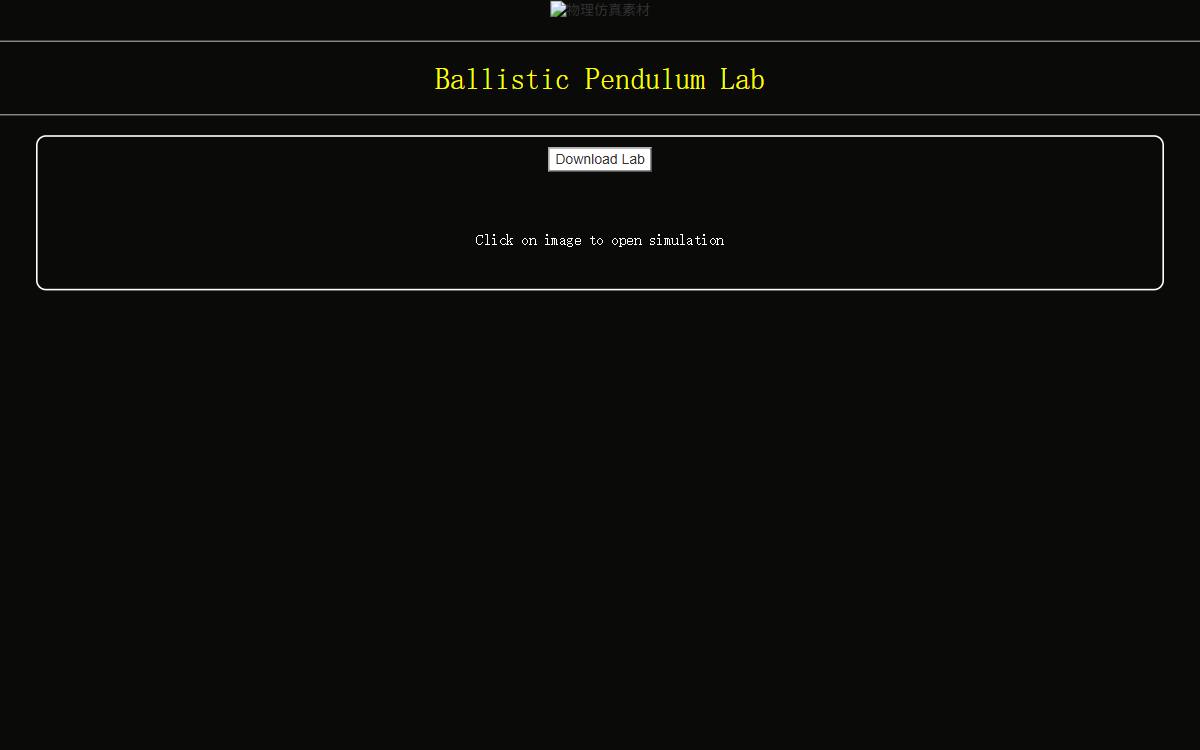 物理仿真素材
Ballistic Pendulum Lab
Download Lab
Click on image to open simulation